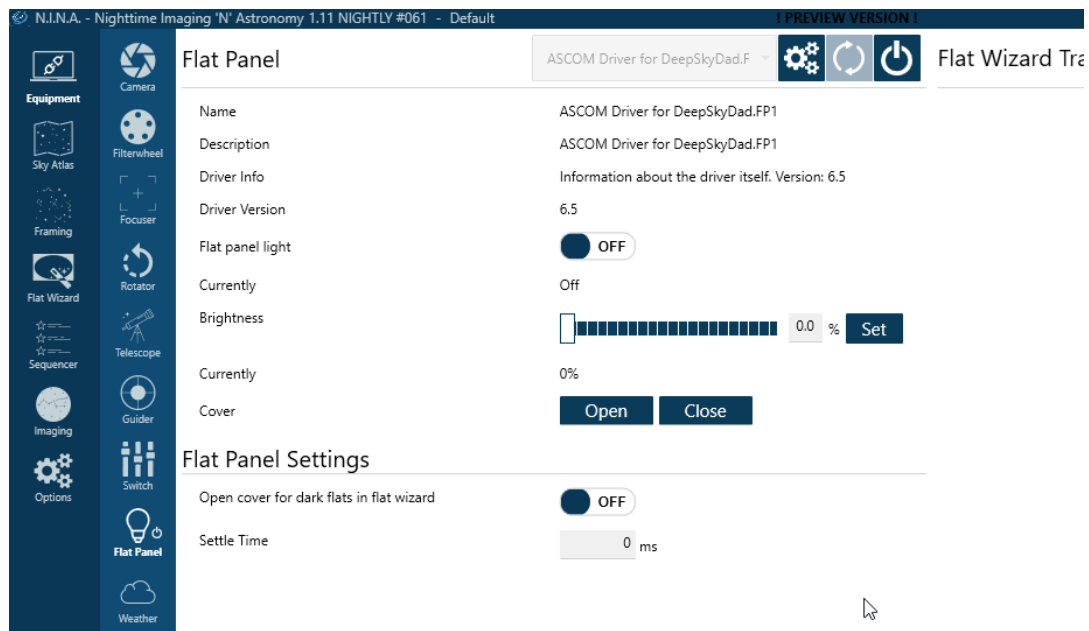 N.I.N.A. - Nighttime Imaging 'N' Astronomy 1.11 NIGHTLY #061 - Default
! PREVIEW VERSION !
Equipment
Sky Atlas
Framing
Flat Wizard
Sequencer
Imaging
Options
Camera
Filterwheel
Focuser
Rotator
Telescope
Guider
Switch
Flat Panel
Weather
Flat Panel
ASCOM Driver for DeepSkyDad.F
Name
ASCOM Driver for DeepSkyDad.FP1
Description
ASCOM Driver for DeepSkyDad.FP1
Driver Info
Information about the driver itself. Version: 6.5
Driver Version
6.5
Flat panel light
OFF
Currently
Off
Brightness
0.0 %
Set
Currently
0%
Cover
Open
Close
Flat Panel Settings
Open cover for dark flats in flat wizard
OFF
Settle Time
0 ms
Flat Wizard Tra